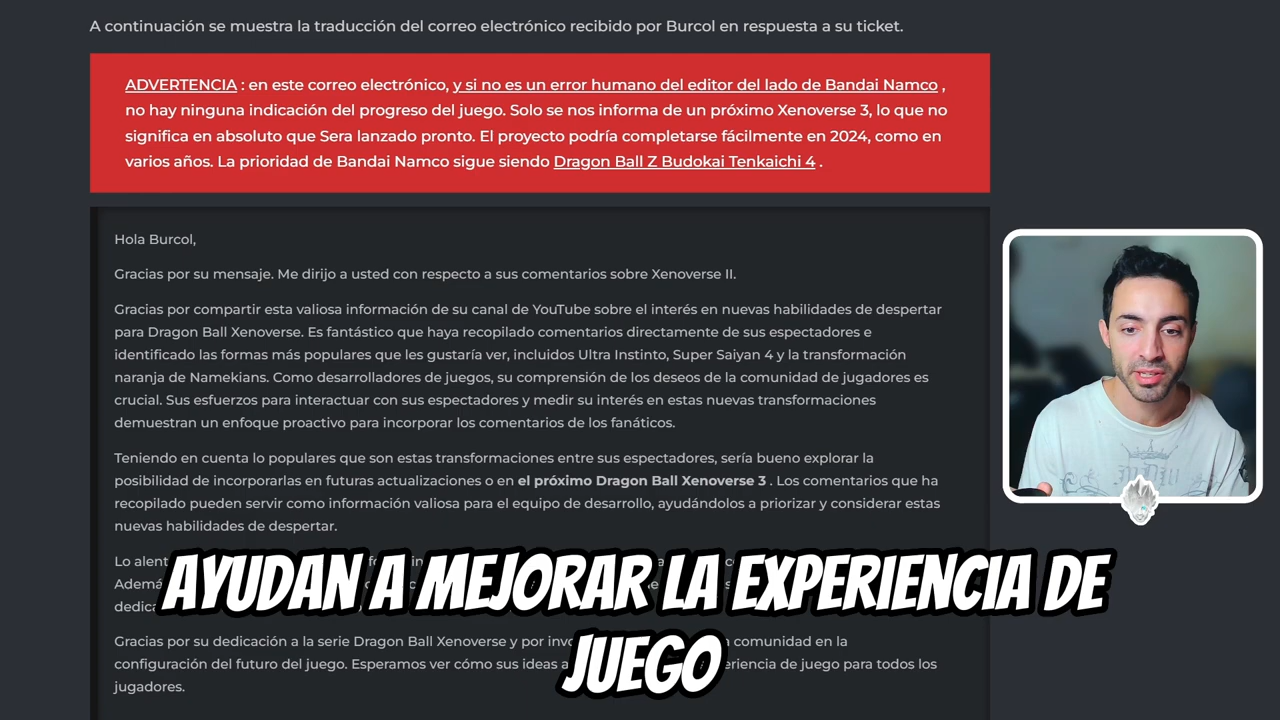 A continuación se muestra la traducción del correo electrónico recibido por Burcol en respuesta a su ticket.
ADVERTENCIA : en este correo electrónico, y si no es un error humano del editor del lado de Bandai Namco ,
no hay ninguna indicación del progreso del juego. Solo se nos informa de un próximo Xenoverse 3, lo que no
significa en absoluto que Sera lanzado pronto. El proyecto podría completarse fácilmente en 2024, como en
varios años. La prioridad de Bandai Namco sigue siendo Dragon Ball Z Budokai Tenkaichi 4 .
Hola Burcol,
Gracias por su mensaje. Me dirijo a usted con respecto a sus comentarios sobre Xenoverse II.
Gracias por compartir esta valiosa información de su canal de YouTube sobre el interés en nuevas habilidades de despertar
para Dragon Ball Xenoverse. Es fantástico que haya recopilado comentarios directamente de sus espectadores e
identificado las formas más populares que les gustaría ver, incluidos Ultra Instinto, Super Saiyan 4 y la transformación
naranja de Namekians. Como desarrolladores de juegos, su comprensión de los deseos de la comunidad de jugadores es
crucial. Sus esfuerzos para interactuar con sus espectadores y medir su interés en estas nuevas transformaciones
demuestran un enfoque proactivo para incorporar los comentarios de los fanáticos.
Teniendo en cuenta lo populares que son estas transformaciones entre sus espectadores, sería bueno explorar la
posibilidad de incorporarlas en futuras actualizaciones o en el próximo Dragon Ball Xenoverse 3 . Los comentarios que ha
recopilado pueden servir como información valiosa para el equipo de desarrollo, ayudándolos a priorizar y considerar estas
nuevas habilidades de despertar.
Lo
AYUDAN A MEJORAR LA EXPERIENCIA DE
JUEGO
Gracias por su dedicación a la serie Dragon Ball Xenoverse y por comunidad en la
configuración del futuro del juego. Esperamos ver cómo sus ideas de juego para todos los
jugadores.